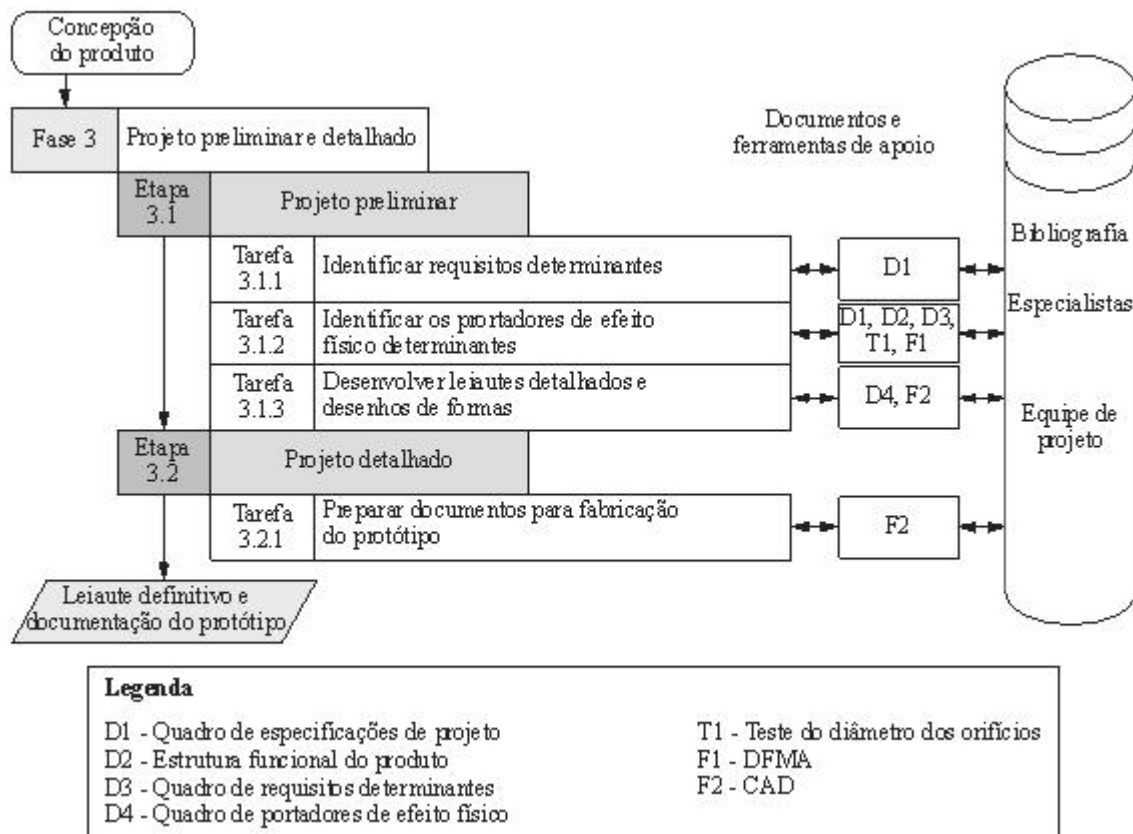 Concepção
do produto
Fase 3
Projeto preliminar e detalhado
Documentos e
ferramentas de apoio
Etapa
3.1
Projeto preliminar
Tarefa
3.1.1
Identificar requisitos determinantes
D1
Bibliografia
Tarefa
3.1.2
Identificar os prortadores de efeito
físico determinantes
D1, D2, D3,
T1, F1
Especialistas
Tarefa
3.1.3
Desenvolver leiautes detalhados e
desenhos de formas
D4, F2
Equipe de
projeto
Etapa
3.2
Projeto detalhado
Tarefa
3.2.1
Preparar documentos para fabricação
do protótipo
F2
Leiaute definitivo e
documentação do protótipo
Legenda
D1 - Quadro de especificações de projeto
D2 - Estrutura funcional do produto
D3 - Quadro de requisitos determinantes
D4 - Quadro de portadores de efeito físico
T1 - Teste do diâmetro dos orifícios
F1 - DFMA
F2 - CAD